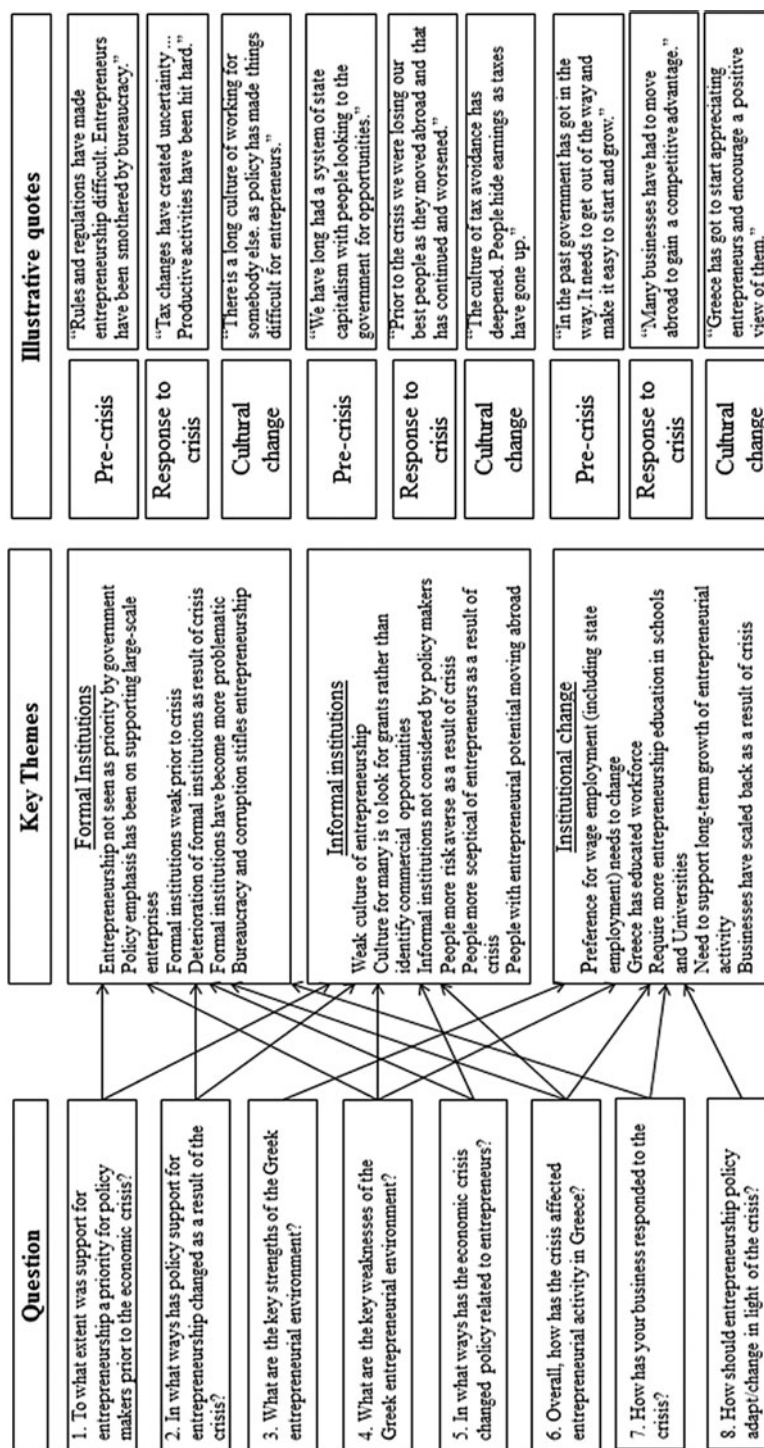 Question
1. To what extent was support for
entrepreneurship a priority for policy
makers prior to the economic crisis?
2. In what ways has policy support for
entrepreneurship changed as a result of the
crisis?
3. What are the key strengths of the Greek
entrepreneurial environment?
4. What are the key weaknesses of the
Greek entrepreneurial environment?
5. In what ways has the economic crisis
changed policy related to entrepreneurs?
6. Overall, how has the crisis affected
entrepreneurial activity in Greece?
7. How has your business responded to the
crisis?
8. How should entrepreneurship policy
adapt/change in light of the crisis?
Key Themes
Formal Institutions
Entrepreneurship not seen as priority by government
Policy emphasis has been on supporting large-scale
enterprises
Formal institutions weak prior to crisis
Deterioration of formal institutions as result of crisis
Formal institutions have become more problematic
Bureaucracy and corruption stifles entrepreneurship
Informal institutions
Weak culture of entrepreneurship
Culture for many is to look for grants rather than
identify commercial opportunities
Informal institutions not considered by policy makers
People more risk averse as a result of crisis
People more sceptical of entrepreneurs as a result of
crisis
People with entrepreneurial potential moving abroad
Institutional change
Preference for wage employment (including state
employment) needs to change
Greece has educated workforce
Require more entrepreneurship education in schools
and Universities
Need to support long-term growth of entrepreneurial
activity
Businesses have scaled back as a result of crisis
Illustrative quotes
Pre-crisis
“Rules and regulations have made
entrepreneurship difficult. Entrepreneurs
have been smothered by bureaucracy.”
Response to
crisis
“Tax changes have created uncertainty ...
Productive activities have been hit hard.”
Cultural
change
“There is a long culture of working for
somebody else. as policy has made things
difficult for entrepreneurs.”
Pre-crisis
“We have long had a system of state
capitalism with people looking to the
government for opportunities.”
Response to
crisis
“Prior to the crisis we were losing our
best people as they moved abroad and that
has continued and worsened.”
Cultural
change
“The culture of tax avoidance has
deepened. People hide earnings as taxes
have gone up.”
Pre-crisis
“In the past government has got in the
way. It needs to get out of the way and
make it easy to start and grow.”
Response to
crisis
“Many businesses have had to move
abroad to gain a competitive advantage.”
Cultural
change
“Greece has got to start appreciating
entrepreneurs and encourage a positive
view of them.”